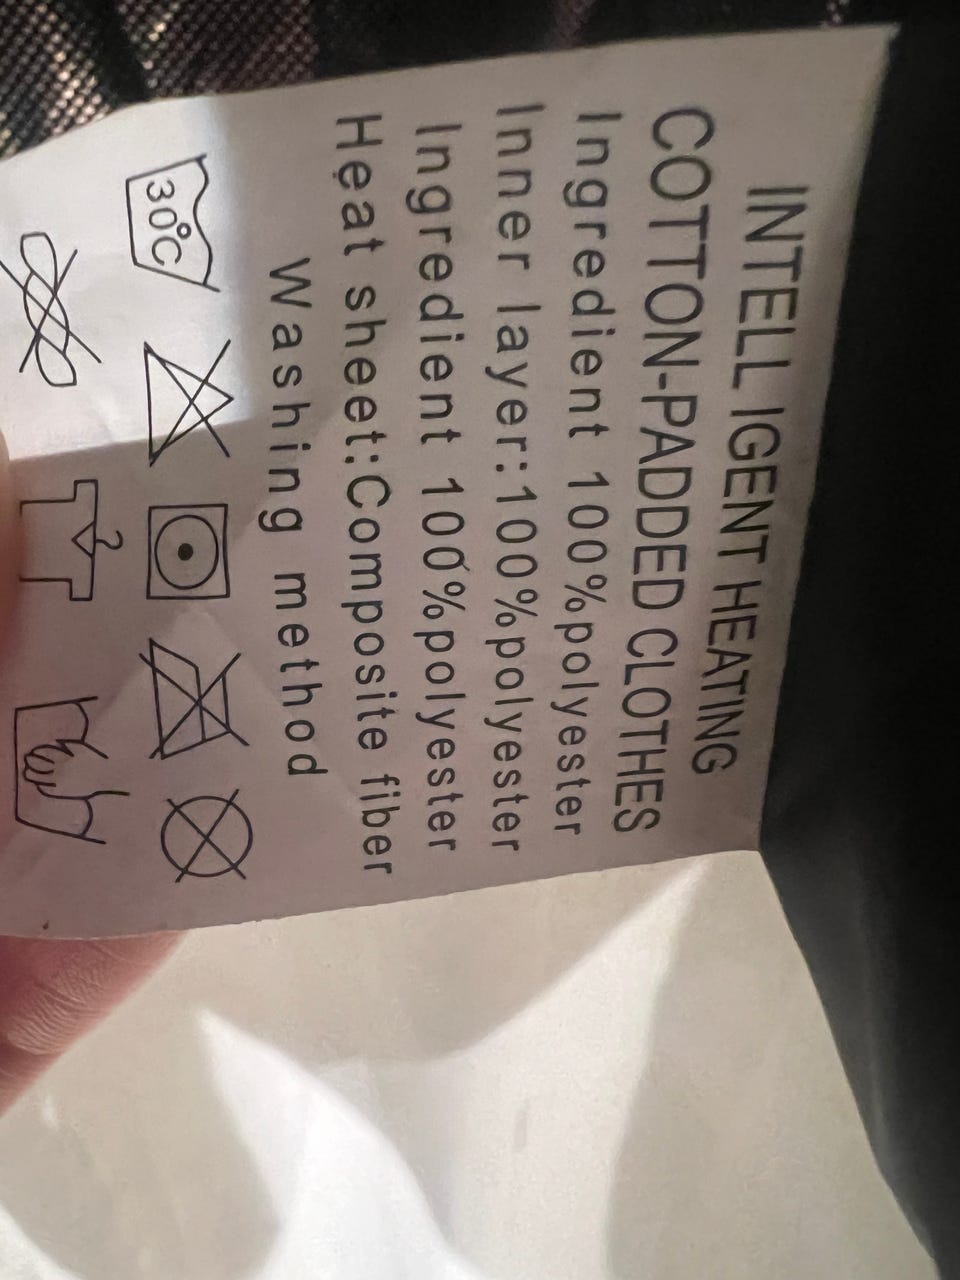 INTELL IGENT HEATING
COTTON-PADDED CLOTHES
Ingredient 100%polyester
Inner layer:100%polyester
Ingredient 100%polyester
Heat sheet:Composite fiber
Washing method
30°C